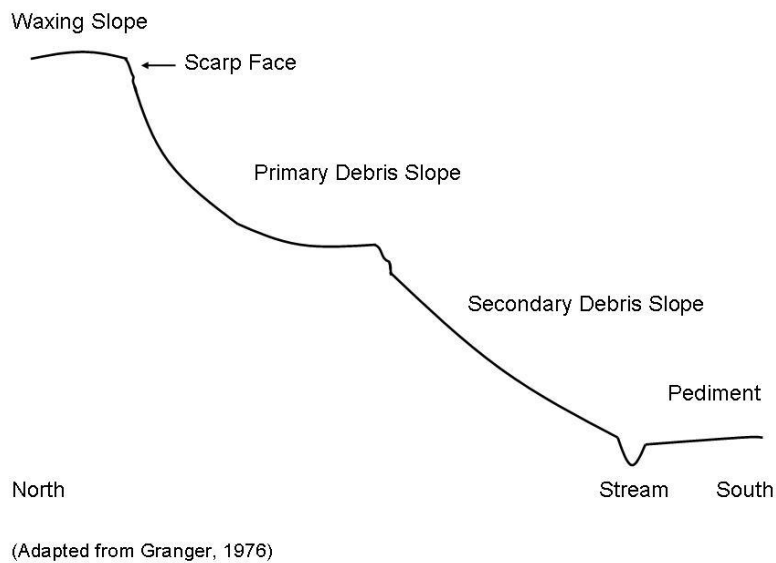 Waxing Slope
Scarp Face
Primary Debris Slope
Secondary Debris Slope
Pediment
North
Stream
South
(Adapted from Granger, 1976)